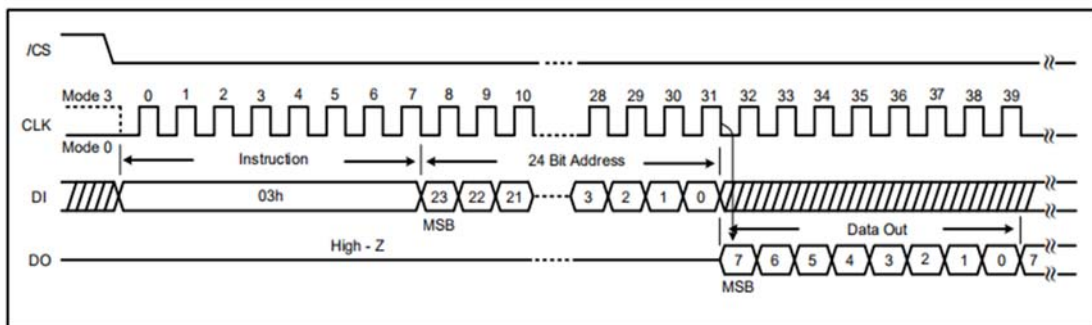 /CS
Mode 3 0 1 2 3 4 5 6 7 8 9 10 28 29 30 31 32 33 34 35 36 37 38 39
CLK
Mode 0
Instruction 24 Bit Address
DI 03h 23 22 21 3 2 1 0
MSB
High - Z Data Out
DO 7 6 5 4 3 2 1 0 7
MSB